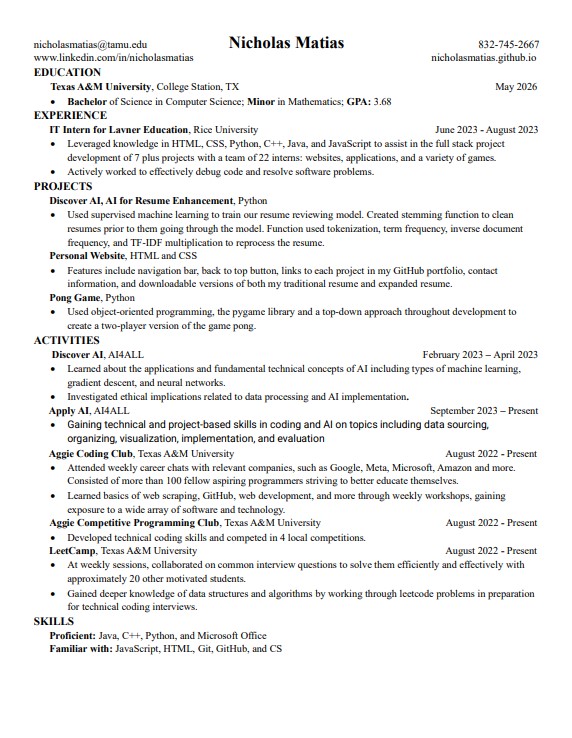 Nicholas Matias
nicholasmatias@tamu.edu 832-745-2667
www.linkedin.com/in/nicholasmatias nicholasmatias.github.io
EDUCATION
Texas A&M University, College Station, TX May 2026
• Bachelor of Science in Computer Science; Minor in Mathematics; GPA: 3.68
EXPERIENCE
IT Intern for Lavner Education, Rice University June 2023 - August 2023
• Leveraged knowledge in HTML, CSS, Python, C++, Java, and JavaScript to assist in the full stack project
development of 7 plus projects with a team of 22 interns: websites, applications, and a variety of games.
• Actively worked to effectively debug code and resolve software problems.
PROJECTS
Discover AI, AI for Resume Enhancement, Python
• Used supervised machine learning to train our resume reviewing model. Created stemming function to clean
resumes prior to them going through the model. Function used tokenization, term frequency, inverse document
frequency, and TF-IDF multiplication to reprocess the resume.
Personal Website, HTML and CSS
• Features include navigation bar, back to top button, links to each project in my GitHub portfolio, contact
information, and downloadable versions of both my traditional resume and expanded resume.
Pong Game, Python
• Used object-oriented programming, the pygame library and a top-down approach throughout development to
create a two-player version of the game pong.
ACTIVITIES
Discover AI, AI4ALL February 2023 – April 2023
• Learned about the applications and fundamental technical concepts of AI including types of machine learning,
gradient descent, and neural networks.
• Investigated ethical implications related to data processing and AI implementation.
Apply AI, AI4ALL September 2023 – Present
• Gaining technical and project-based skills in coding and AI on topics including data sourcing,
organizing, visualization, implementation, and evaluation
Aggie Coding Club, Texas A&M University August 2022 - Present
• Attended weekly career chats with relevant companies, such as Google, Meta, Microsoft, Amazon and more.
Consisted of more than 100 fellow aspiring programmers striving to better educate themselves.
• Learned basics of web scraping, GitHub, web development, and more through weekly workshops, gaining
exposure to a wide array of software and technology.
Aggie Competitive Programming Club, Texas A&M University August 2022 - Present
• Developed technical coding skills and competed in 4 local competitions.
LeetCamp, Texas A&M University August 2022 - Present
• At weekly sessions, collaborated on common interview questions to solve them efficiently and effectively with
approximately 20 other motivated students.
• Gained deeper knowledge of data structures and algorithms by working through leetcode problems in preparation
for technical coding interviews.
SKILLS
Proficient: Java, C++, Python, and Microsoft Office
Familiar with: JavaScript, HTML, Git, GitHub, and CS